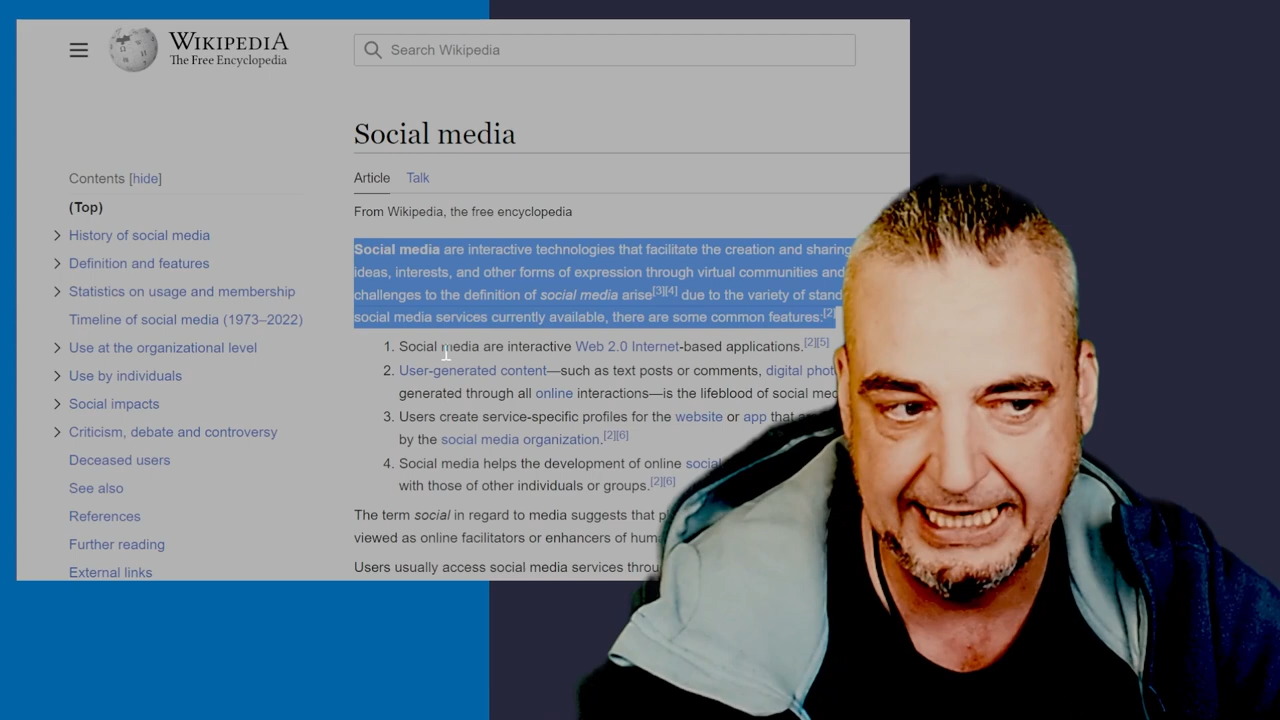 WIKIPEDIA
The Free Encyclopedia
Search Wikipedia
Social media
Contents [hide]
(Top)
History of social media
Definition and features
Statistics on usage and membership
Timeline of social media (1973–2022)
Use at the organizational level
Use by individuals
Social impacts
Criticism, debate and controversy
Deceased users
See also
References
Further reading
External links
Article Talk
From Wikipedia, the free encyclopedia
Social media are interactive technologies that facilitate the creation and sharing
ideas, interests, and other forms of expression through virtual communities and
challenges to the definition of social media arise[3][4] due to the variety of
social media services currently available, there are some common features:[2]
1. Social media are interactive Web 2.0 Internet-based applications.[2][5]
2. User-generated content—such as text posts or comments, digital
generated through all online interactions—is the lifeblood of social
3. Users create service-specific profiles for the website or app
by the social media organization.[2][6]
4. Social media helps the development of online social
with those of other individuals or groups.[2][6]
The term social in regard to media suggests that
viewed as online facilitators or enhancers of
Users usually access social media services